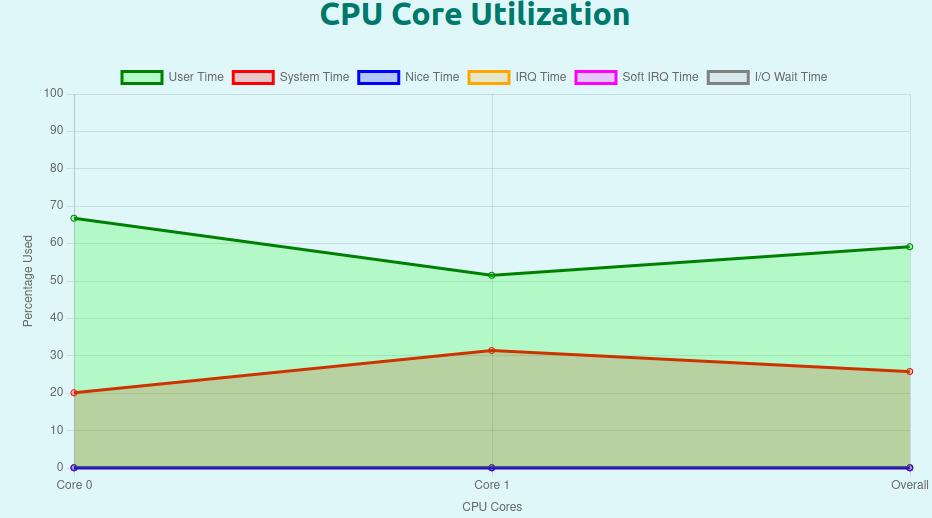 CPU Core Utilization
User Time System Time Nice Time IRQ Time Soft IRQ Time I/O Wait Time
100
90
80
70
60
50
40
30
20
10
0
Percentage Used
Core 0 Core 1 Overall
CPU Cores